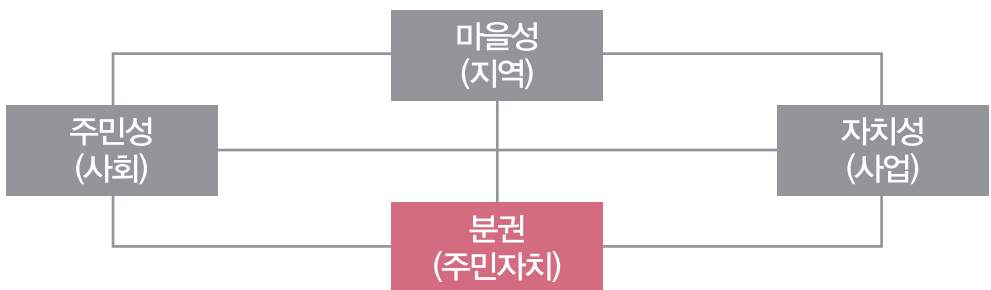 마을성
(지역)
주민성
(사회)
자치성
(사업)
분권
(주민자치)